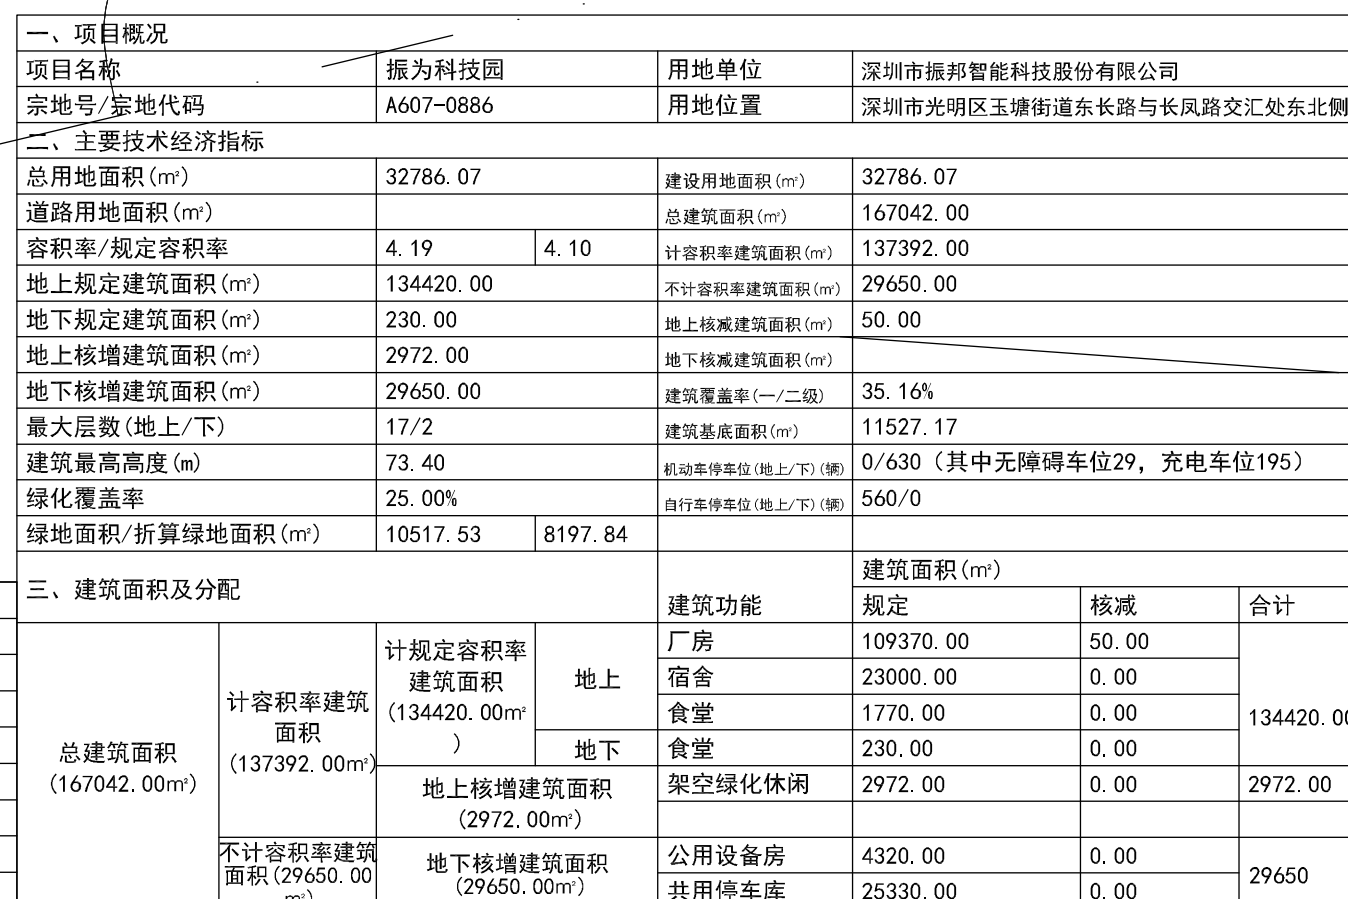 一、项目概况
项目名称 振为科技园 用地单位 深圳市振邦智能科技股份有限公司
宗地号/宗地代码 A607-0886 用地位置 深圳市光明区玉塘街道东长路与长凤路交汇处东北侧
二、主要技术经济指标
总用地面积(㎡) 32786.07 建设用地面积(㎡) 32786.07
道路用地面积(㎡) 总建筑面积(㎡) 167042.00
容积率/规定容积率 4.19 4.10 计容积率建筑面积(㎡) 137392.00
地上规定建筑面积(㎡) 134420.00 不计容积率建筑面积(㎡) 29650.00
地下规定建筑面积(㎡) 230.00 地上核减建筑面积(㎡) 50.00
地上核增建筑面积(㎡) 2972.00 地下核减建筑面积(㎡)
地下核增建筑面积(㎡) 29650.00 建筑覆盖率(一/二级) 35.16%
最大层数(地上/下) 17/2 建筑基底面积(㎡) 11527.17
建筑最高高度(m) 73.40 机动车停车位(地上/下)(辆) 0/630（其中无障碍车位29，充电车位195）
绿化覆盖率 25.00% 自行车停车位(地上/下)(辆) 560/0
绿地面积/折算绿地面积(㎡) 10517.53 8197.84
三、建筑面积及分配 建筑功能 建筑面积(㎡)
规定 核减 合计
总建筑面积
(167042.00㎡)
计容积率建筑
面积
(137392.00㎡)
计规定容积率
建筑面积
(134420.00㎡
)
地上
厂房 109370.00 50.00
宿舍 23000.00 0.00
食堂 1770.00 0.00
134420.00
地下 食堂 230.00 0.00
地上核增建筑面积
(2972.00㎡)
架空绿化休闲 2972.00 0.00 2972.00
不计容积率建筑
面积(29650.00
㎡)
地下核增建筑面积
(29650.00㎡)
公用设备房 4320.00 0.00
29650
共用停车库 25330.00 0.00